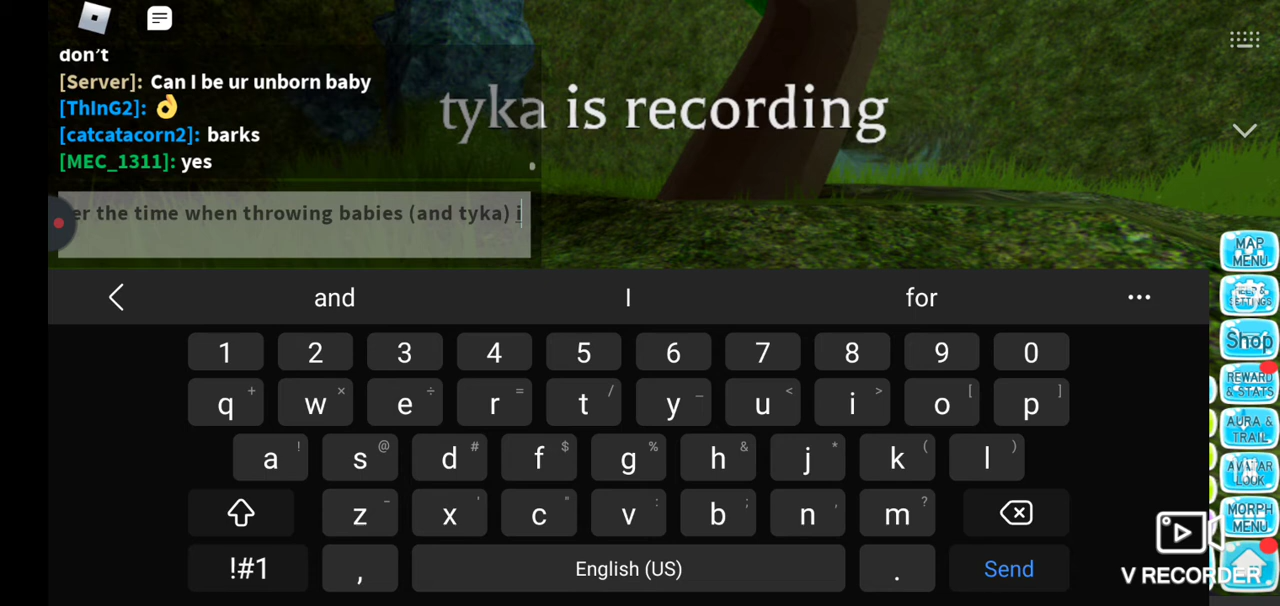 don't
[Server]: Can I be ur unborn baby
[ThInG2]: 👌
[catcatacorn2]: barks
[MEC_1311]: yes
tyka is recording
er the time when throwing babies (and tyka) i
MAP
MENU
SETTINGS
Shop
REWARD
& STATS
AURA &
TRAIL
AVATAR
LOOK
MORPH
MENU
and I for ...
1 2 3 4 5 6 7 8 9 0
q + w × e ÷ r = t / y _ u < i > o [ p ]
a ! s @ d # f $ g % h & j * k ( l )
z - x ' c " v : b ; n , m ?
!#1 , English (US) . Send
V RECORDER